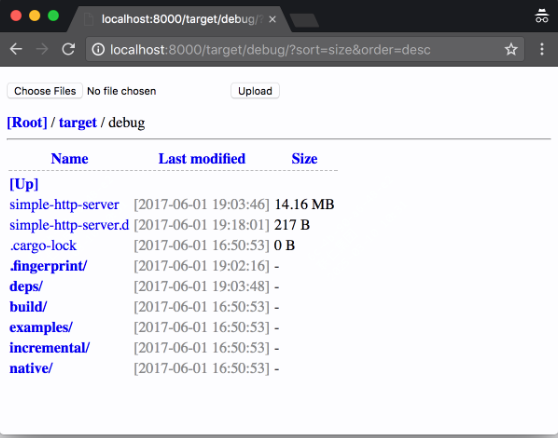 localhost:8000/target/debug/?
localhost:8000/target/debug/?sort=size&order=desc
Choose Files No file chosen Upload
[Root] / target / debug
Name Last modified Size
[Up]
simple-http-server [2017-06-01 19:03:46] 14.16 MB
simple-http-server.d [2017-06-01 19:18:01] 217 B
.cargo-lock [2017-06-01 16:50:53] 0 B
.fingerprint/ [2017-06-01 19:02:16] -
deps/ [2017-06-01 19:03:48] -
build/ [2017-06-01 16:50:53] -
examples/ [2017-06-01 16:50:53] -
incremental/ [2017-06-01 16:50:53] -
native/ [2017-06-01 16:50:53] -